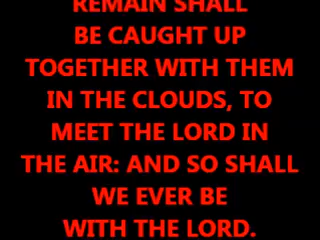 REMAIN SHALL
BE CAUGHT UP
TOGETHER WITH THEM
IN THE CLOUDS, TO
MEET THE LORD IN
THE AIR: AND SO SHALL
WE EVER BE
WITH THE LORD.